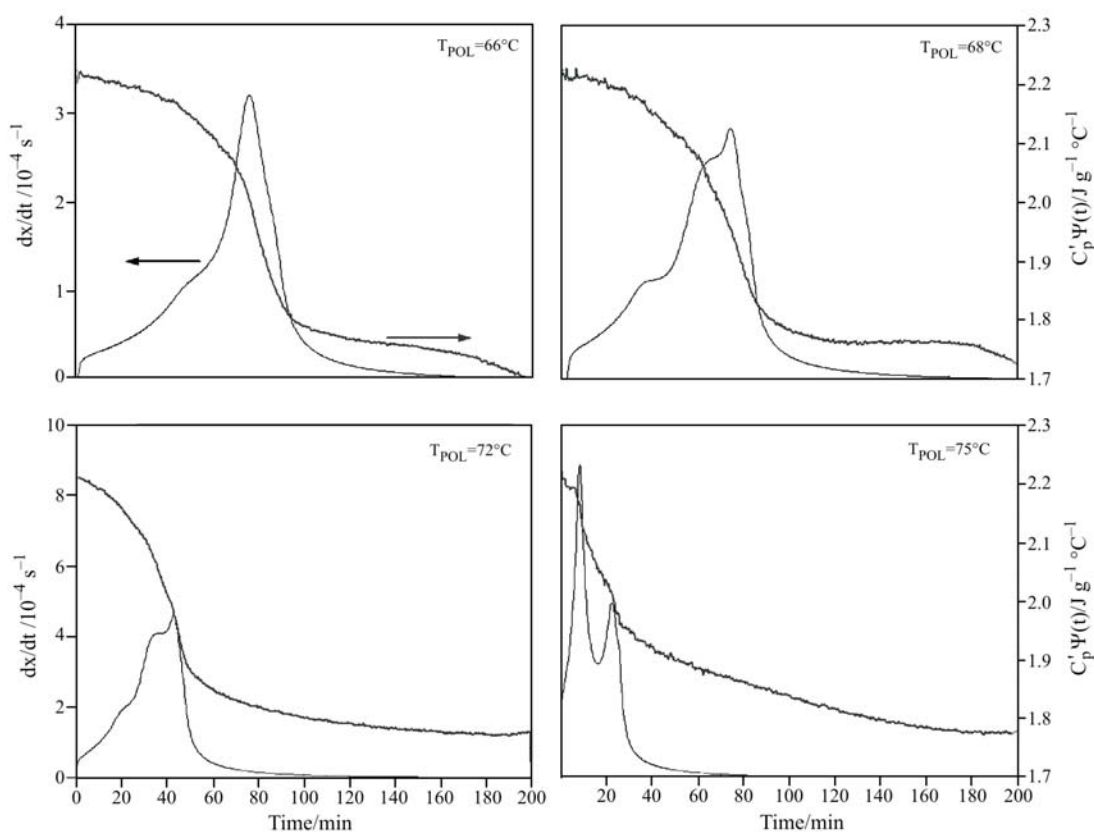 T_POL=66°C
4
3
2
1
0
dx/dt /10⁻⁴ s⁻¹
T_POL=68°C
2.3
2.2
2.1
2.0
1.9
1.8
1.7
C'ₚ Ψ(t)/J g⁻¹ °C⁻¹
T_POL=72°C
10
8
6
4
2
0
dx/dt /10⁻⁴ s⁻¹
0 20 40 60 80 100 120 140 160 180 200
Time/min
T_POL=75°C
2.3
2.2
2.1
2.0
1.9
1.8
1.7
C'ₚ Ψ(t)/J g⁻¹ °C⁻¹
20 40 60 80 100 120 140 160 180 200
Time/min